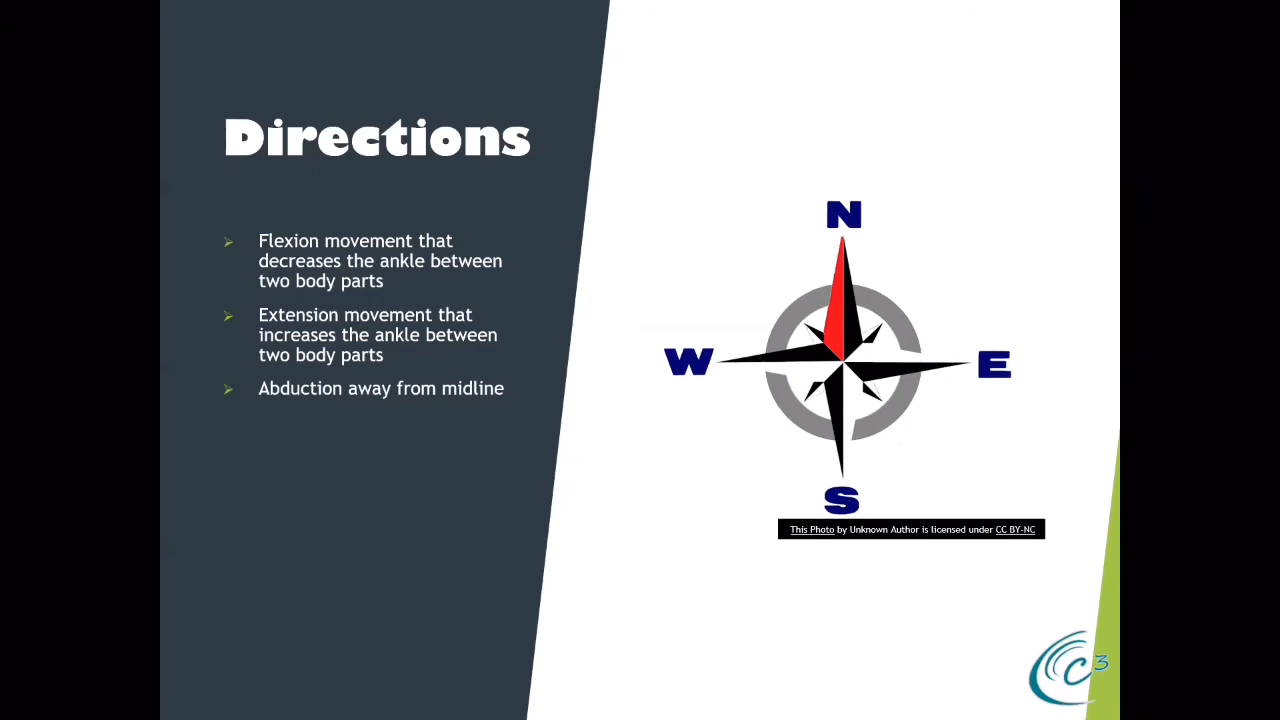 Directions
Flexion movement that
decreases the ankle between
two body parts
Extension movement that
increases the ankle between
two body parts
Abduction away from midline
N
W
E
S
This Photo by Unknown Author is licensed under CC BY-NC
C 3